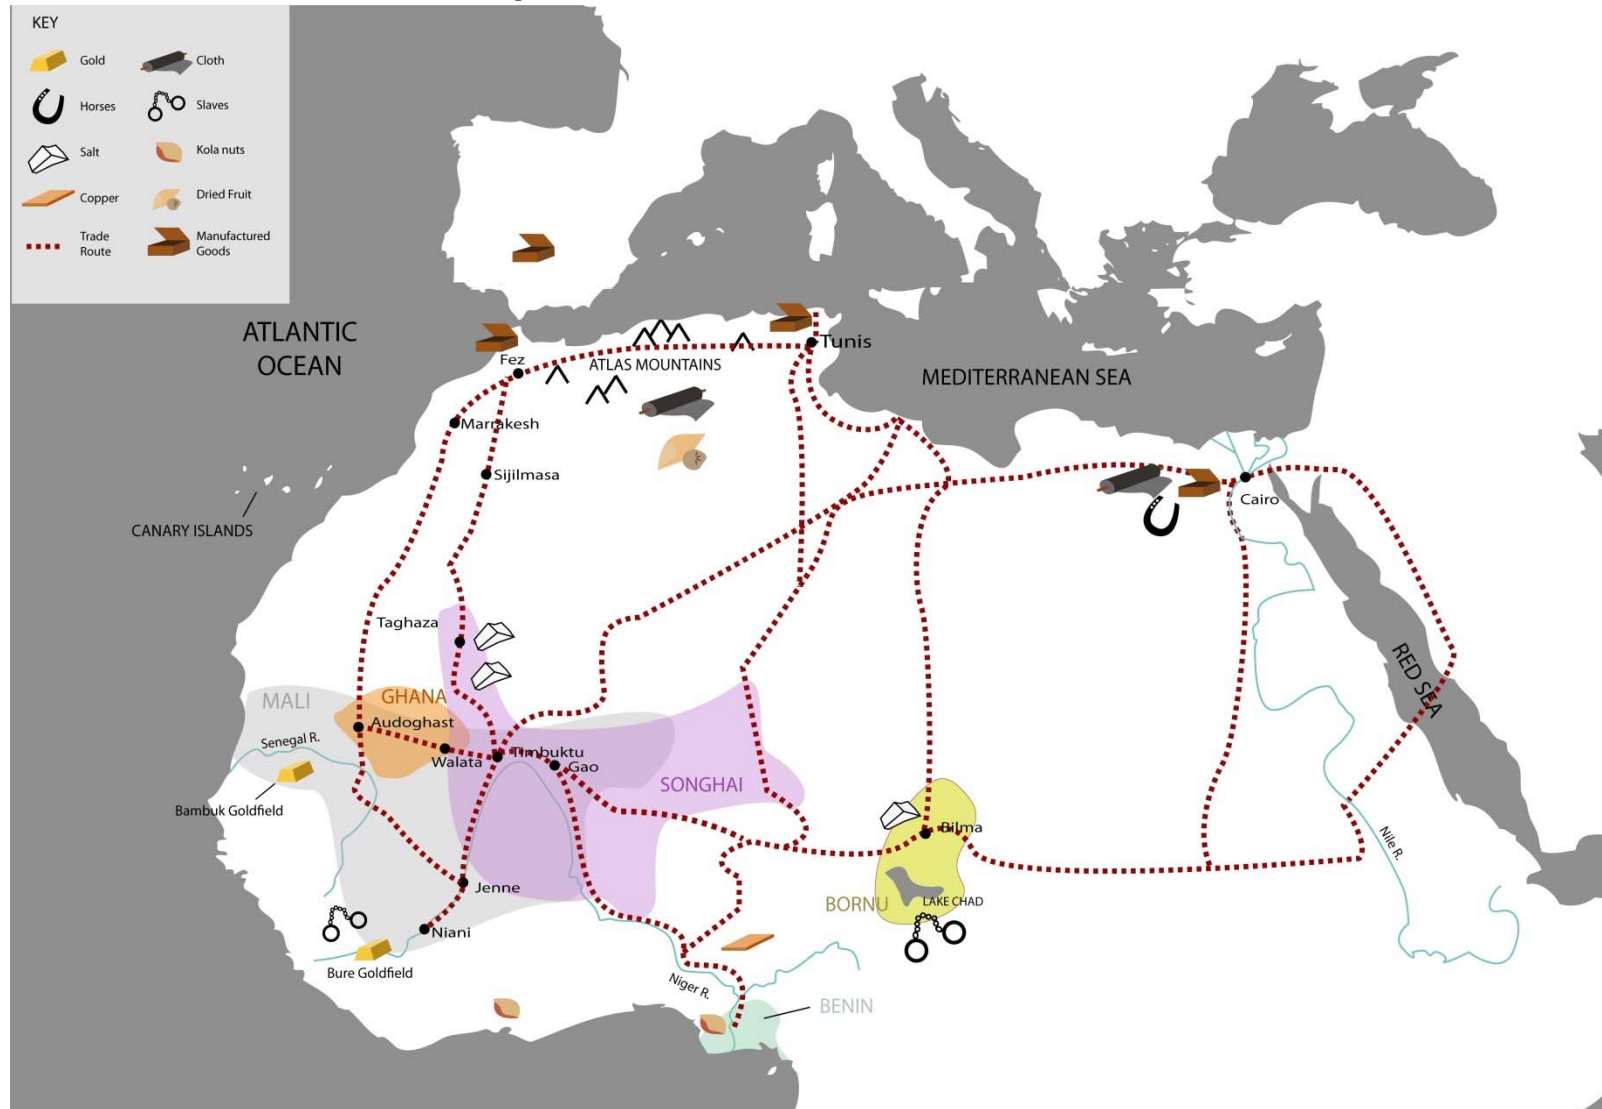 KEY
Gold
Cloth
Horses
Slaves
Salt
Kola nuts
Copper
Dried Fruit
Trade
Route
Manufactured
Goods
ATLANTIC
OCEAN
Tunis
Fez
ATLAS MOUNTAINS
MEDITERRANEAN SEA
Marrakesh
Sijilmasa
Cairo
CANARY ISLANDS
Taghaza
RED SEA
MALI
GHANA
Audoghast
Senegal R.
Walata
Timbuktu
Gao
SONGHAI
Bambuk Goldfield
Bilma
Nile R.
Jenne
BORNU
LAKE CHAD
Niani
Bure Goldfield
Niger R.
BENIN